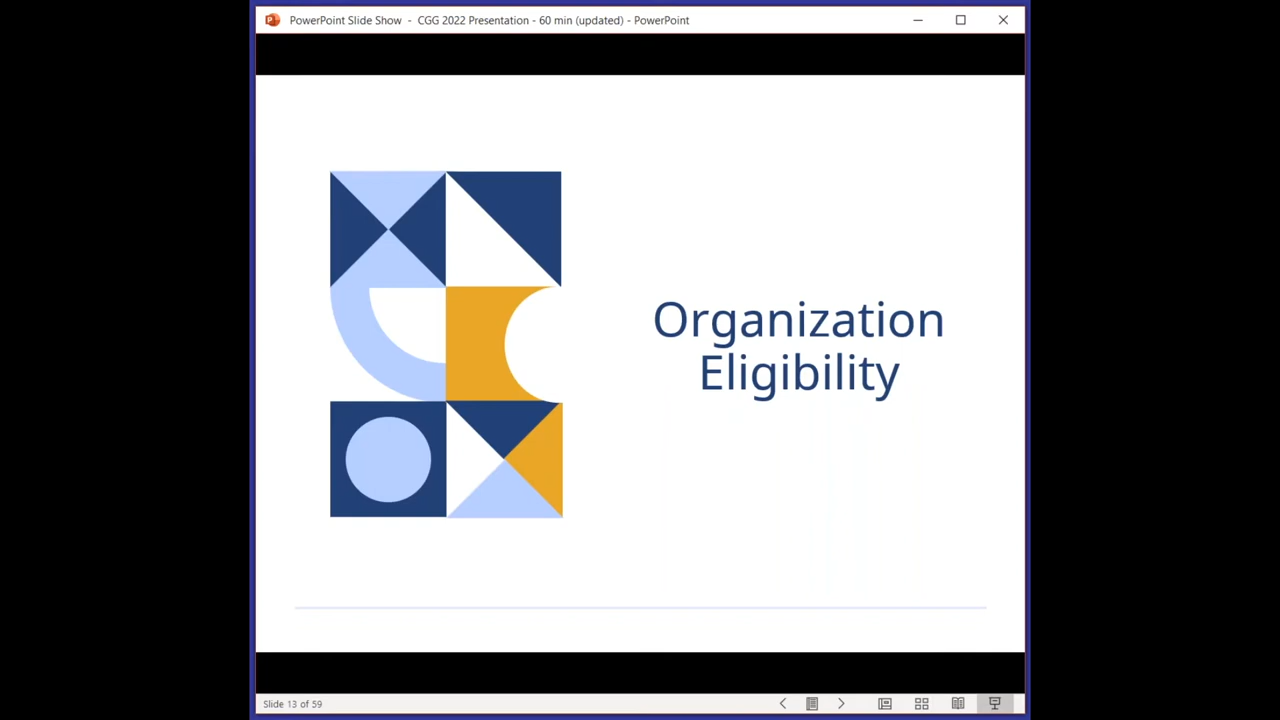 PowerPoint Slide Show - CGG 2022 Presentation - 60 min (updated) - PowerPoint
Organization
Eligibility
Slide 13 of 59